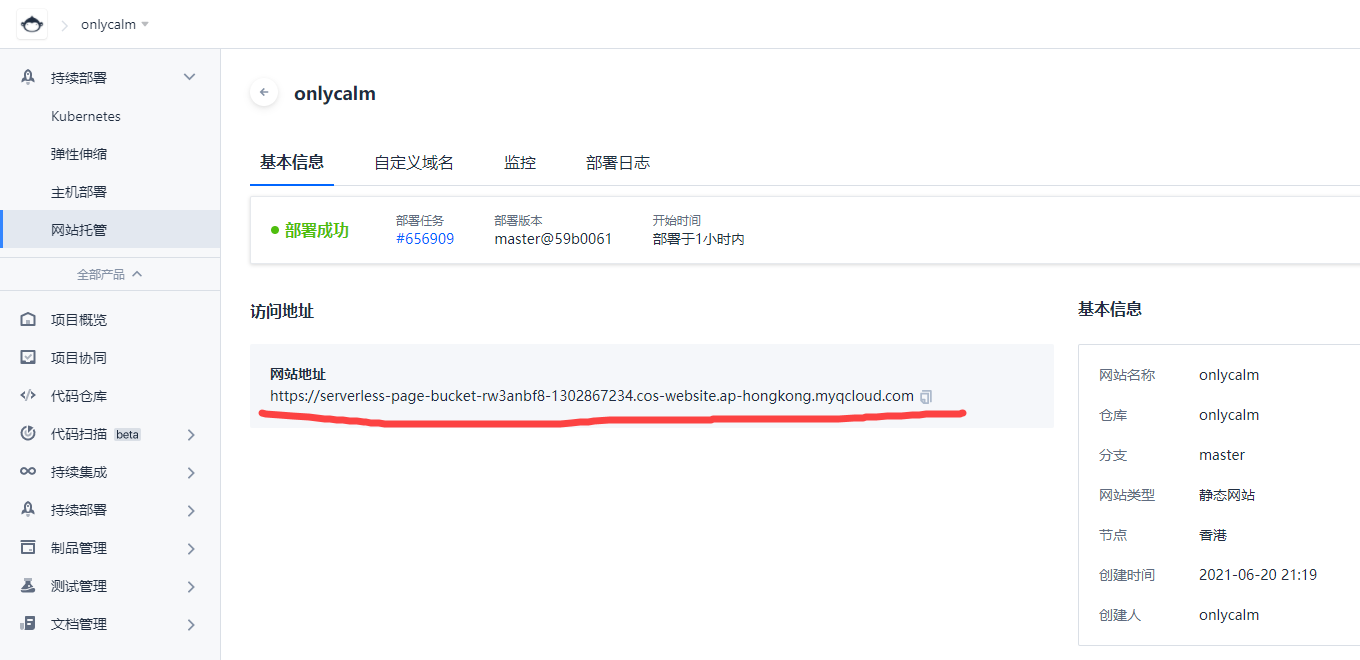 onlycalm
持续部署
Kubernetes
弹性伸缩
主机部署
网站托管
全部产品
项目概览
项目协同
代码仓库
代码扫描 beta
持续集成
持续部署
制品管理
测试管理
文档管理
onlycalm
基本信息 自定义域名 监控 部署日志
部署成功
部署任务
#656909
部署版本
master@59b0061
开始时间
部署于1小时内
访问地址
网站地址
https://serverless-page-bucket-rw3anbf8-1302867234.cos-website.ap-hongkong.myqcloud.com
基本信息
网站名称 onlycalm
仓库 onlycalm
分支 master
网站类型 静态网站
节点 香港
创建时间 2021-06-20 21:19
创建人 onlycalm